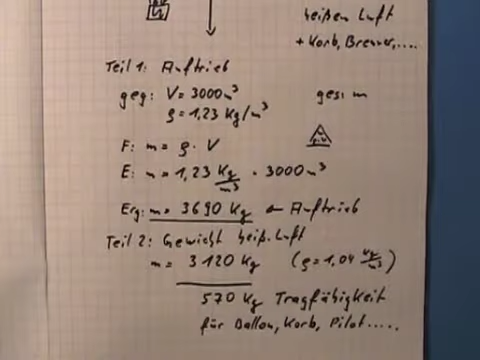 heißen Luft
+ Korb, Brenner,....
Teil 1: Auftrieb
geg: V = 3000 m³ ges: m
ρ = 1,23 Kg/m³
F: m = ρ · V
E: m = 1,23 Kg/m³ · 3000 m³
Erg: m = 3690 Kg ← Auftrieb
Teil 2: Gewicht heiß. Luft
m = 3120 Kg (ρ = 1,04 Kg/m³)
570 Kg Tragfähigkeit
für Ballon, Korb, Pilot.....